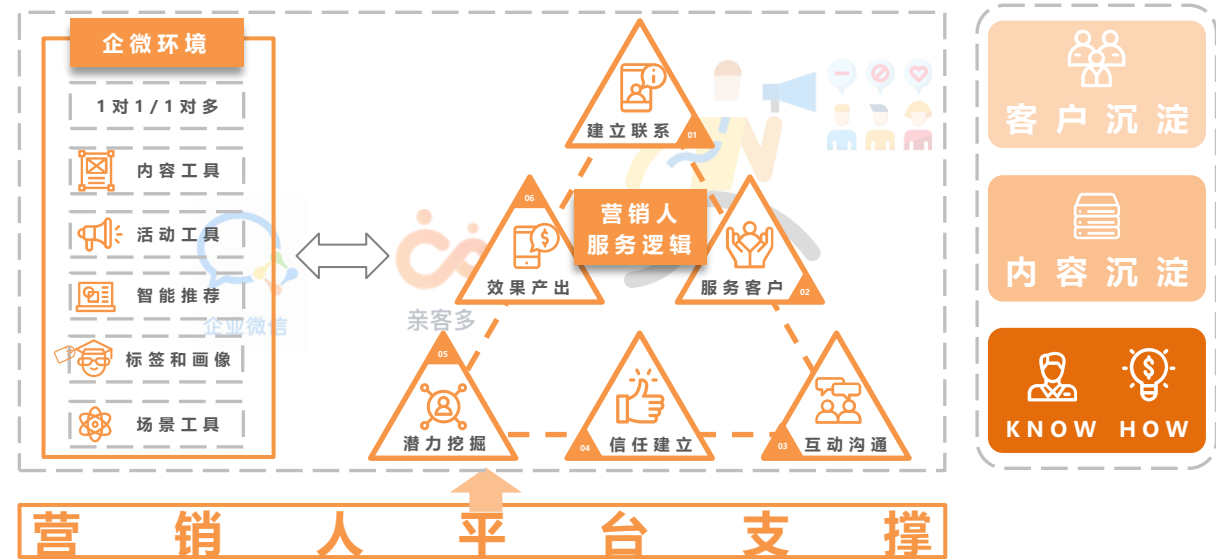 企微环境
1对1/1对多
内容工具
活动工具
智能推荐
标签和画像
场景工具
企业微信
亲客多
建立联系
01
营销人
服务逻辑
06
效果产出
服务客户
02
05
潜力挖掘
04
信任建立
03
互动沟通
客户沉淀
内容沉淀
KNOW HOW
营销人平台支撑